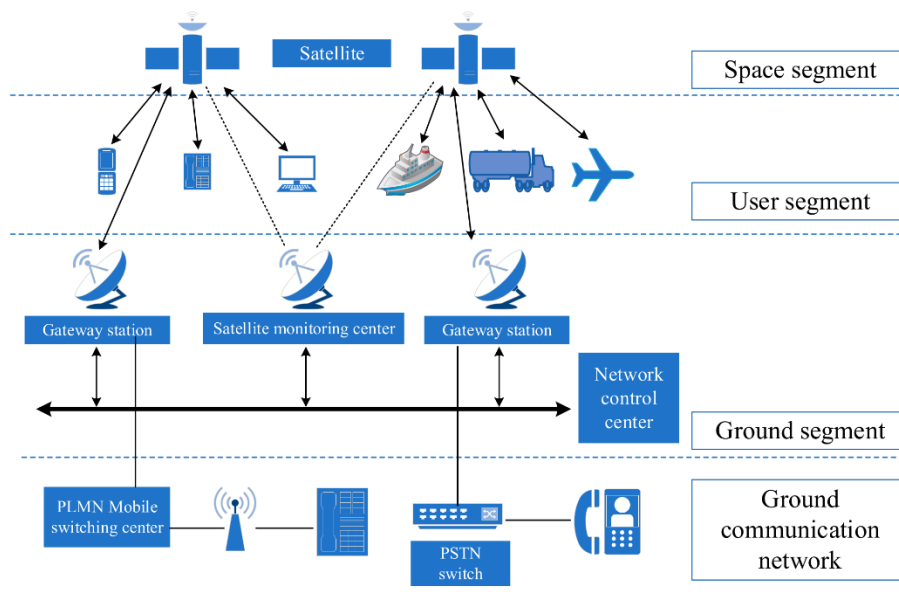 Satellite
Space segment
User segment
Gateway station
Satellite monitoring center
Gateway station
Network
control
center
Ground segment
PLMN Mobile
switching center
PSTN
switch
Ground
communication
network